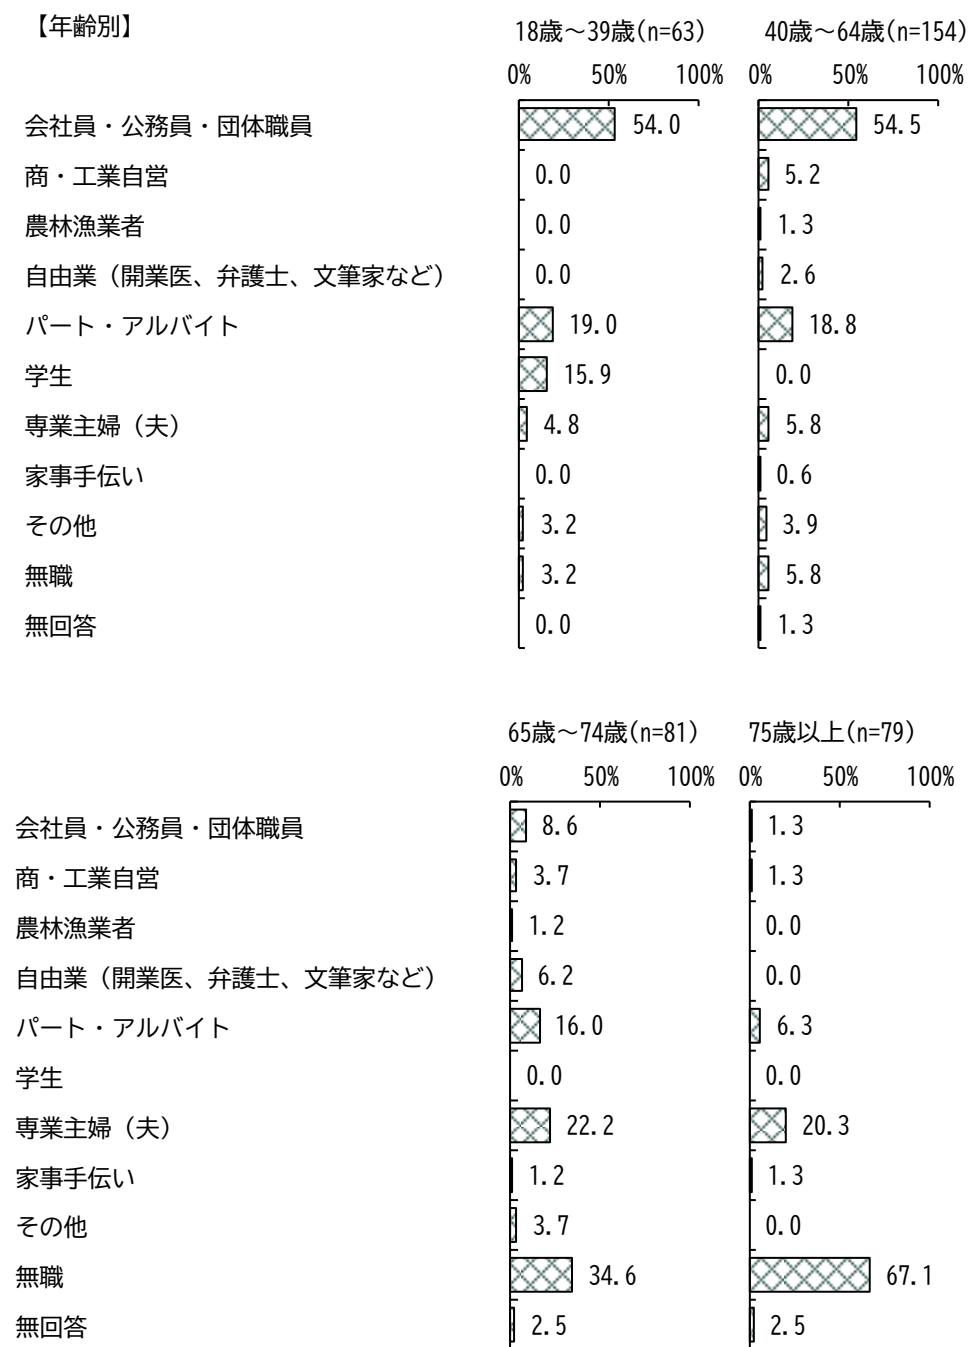 【年齢別】
18歳～39歳(n=63) 40歳～64歳(n=154)
0% 50% 100% 0% 50% 100%
会社員・公務員・団体職員 54.0 54.5
商・工業自営 0.0 5.2
農林漁業者 0.0 1.3
自由業（開業医、弁護士、文筆家など） 0.0 2.6
パート・アルバイト 19.0 18.8
学生 15.9 0.0
専業主婦（夫） 4.8 5.8
家事手伝い 0.0 0.6
その他 3.2 3.9
無職 3.2 5.8
無回答 0.0 1.3
65歳～74歳(n=81) 75歳以上(n=79)
0% 50% 100% 0% 50% 100%
会社員・公務員・団体職員 8.6 1.3
商・工業自営 3.7 1.3
農林漁業者 1.2 0.0
自由業（開業医、弁護士、文筆家など） 6.2 0.0
パート・アルバイト 16.0 6.3
学生 0.0 0.0
専業主婦（夫） 22.2 20.3
家事手伝い 1.2 1.3
その他 3.7 0.0
無職 34.6 67.1
無回答 2.5 2.5